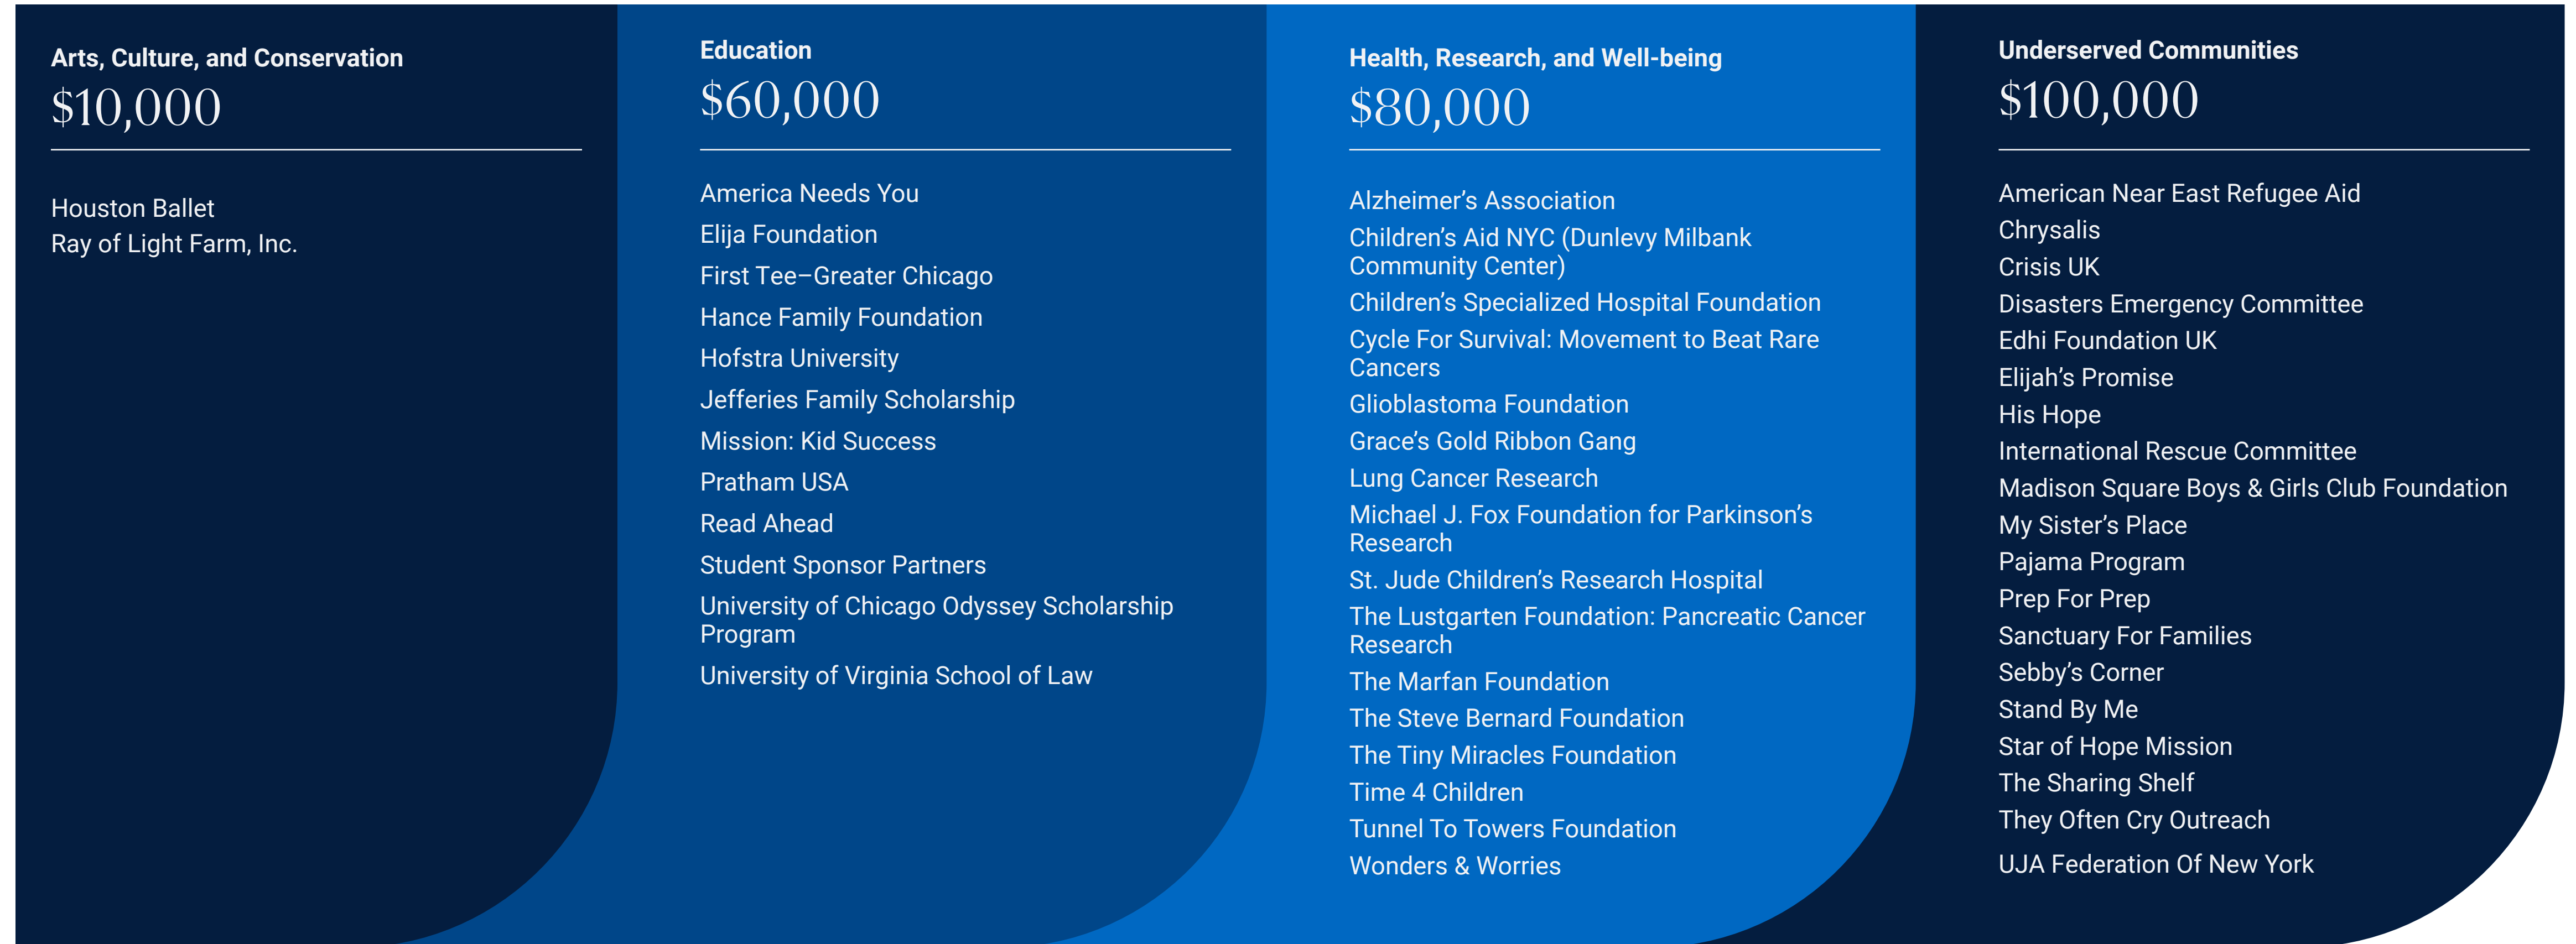 Arts, Culture, and Conservation
$10,000
Houston Ballet
Ray of Light Farm, Inc.
Education
$60,000
America Needs You
Elija Foundation
First Tee–Greater Chicago
Hance Family Foundation
Hofstra University
Jefferies Family Scholarship
Mission: Kid Success
Pratham USA
Read Ahead
Student Sponsor Partners
University of Chicago Odyssey Scholarship
Program
University of Virginia School of Law
Health, Research, and Well-being
$80,000
Alzheimer’s Association
Children’s Aid NYC (Dunlevy Milbank
Community Center)
Children’s Specialized Hospital Foundation
Cycle For Survival: Movement to Beat Rare
Cancers
Glioblastoma Foundation
Grace’s Gold Ribbon Gang
Lung Cancer Research
Michael J. Fox Foundation for Parkinson’s
Research
St. Jude Children’s Research Hospital
The Lustgarten Foundation: Pancreatic Cancer
Research
The Marfan Foundation
The Steve Bernard Foundation
The Tiny Miracles Foundation
Time 4 Children
Tunnel To Towers Foundation
Wonders & Worries
Underserved Communities
$100,000
American Near East Refugee Aid
Chrysalis
Crisis UK
Disasters Emergency Committee
Edhi Foundation UK
Elijah’s Promise
His Hope
International Rescue Committee
Madison Square Boys & Girls Club Foundation
My Sister’s Place
Pajama Program
Prep For Prep
Sanctuary For Families
Sebby’s Corner
Stand By Me
Star of Hope Mission
The Sharing Shelf
They Often Cry Outreach
UJA Federation Of New York